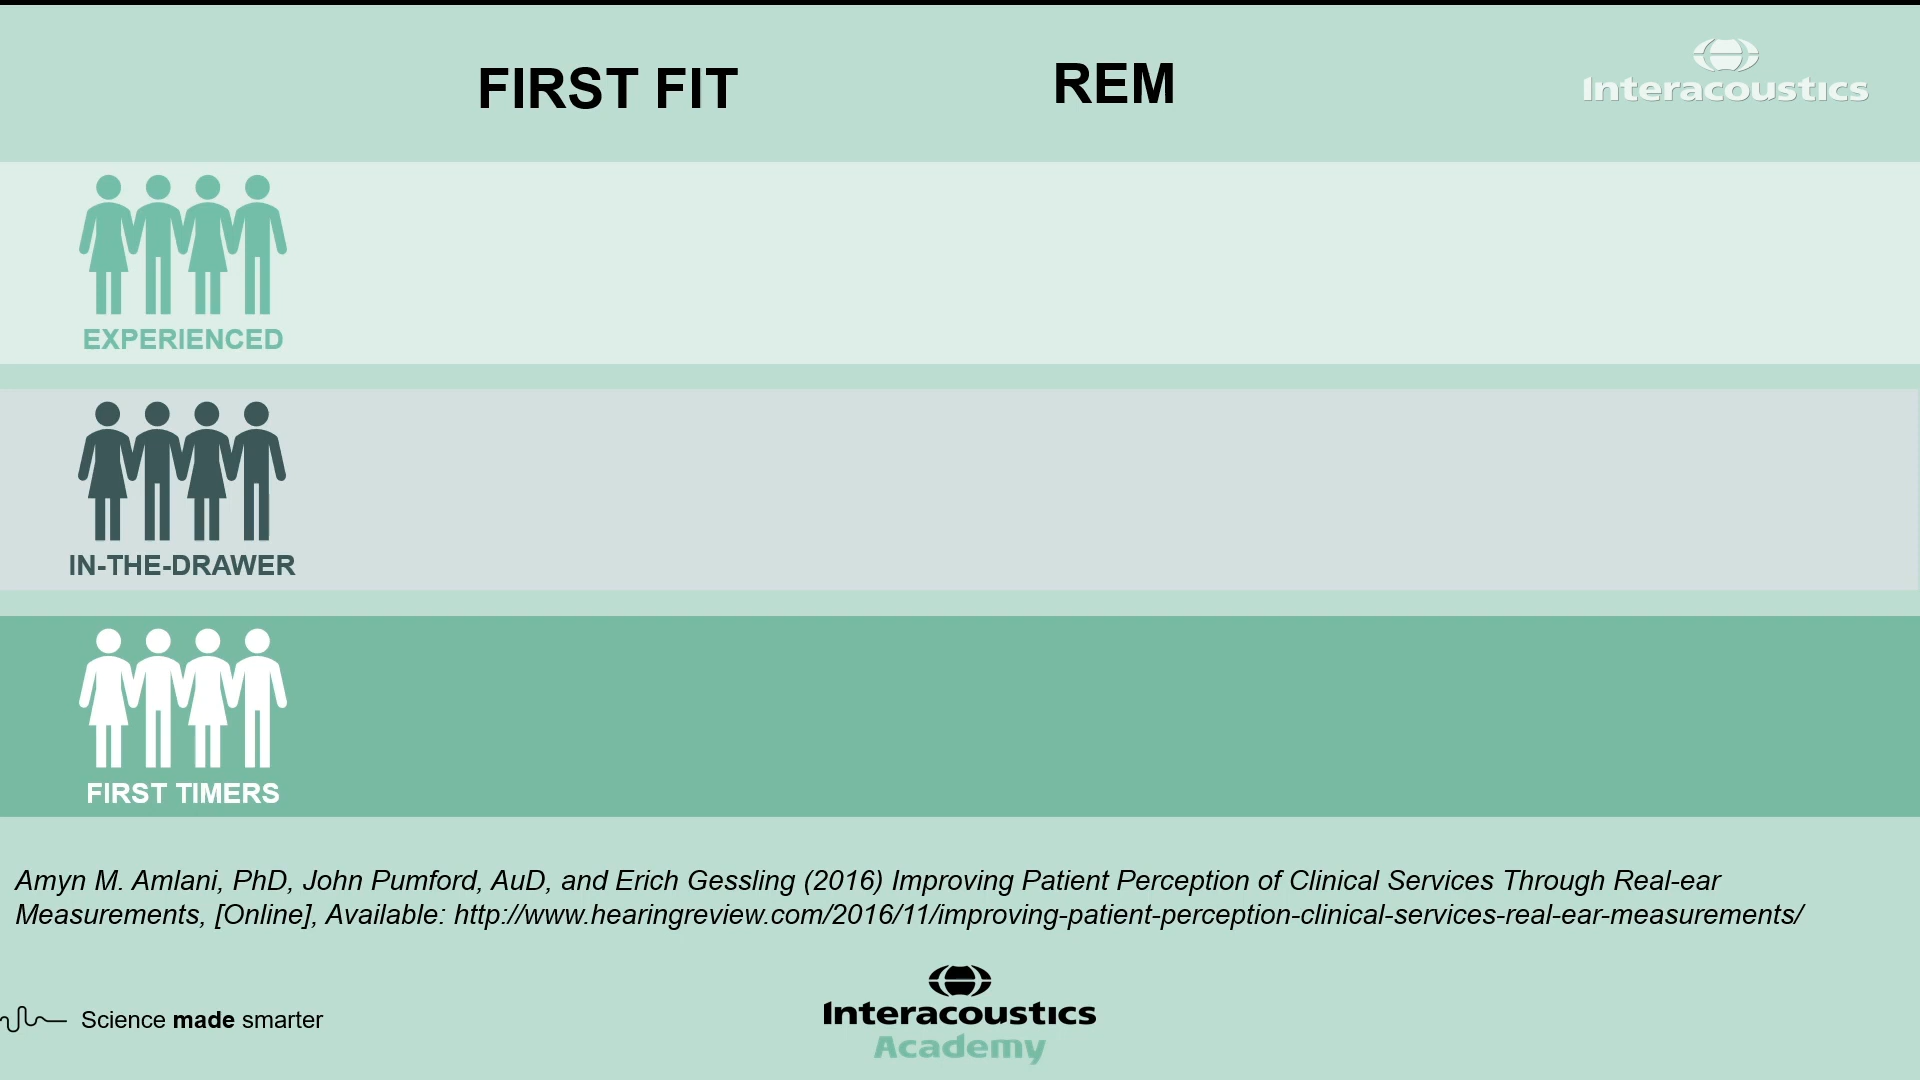 FIRST FIT
REM
Interacoustics
EXPERIENCED
IN-THE-DRAWER
FIRST TIMERS
Amyn M. Amlani, PhD, John Pumford, AuD, and Erich Gessling (2016) Improving Patient Perception of Clinical Services Through Real-ear
Measurements, [Online], Available: http://www.hearingreview.com/2016/11/improving-patient-perception-clinical-services-real-ear-measurements/
Science made smarter
Interacoustics
Academy